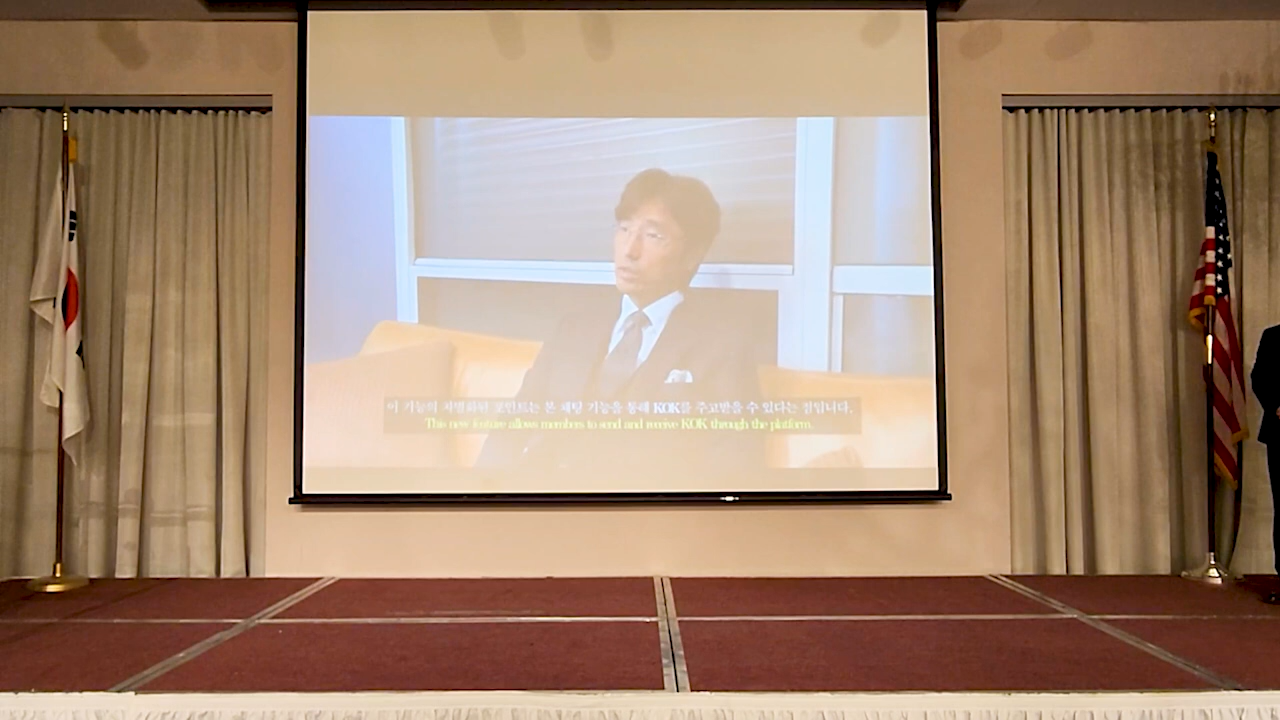 이 기능의 차별화된 포인트는 본 채팅 기능을 통해 KOK를 주고받을 수 있다는 점입니다.
This new feature allows members to send and receive KOK through the platform.